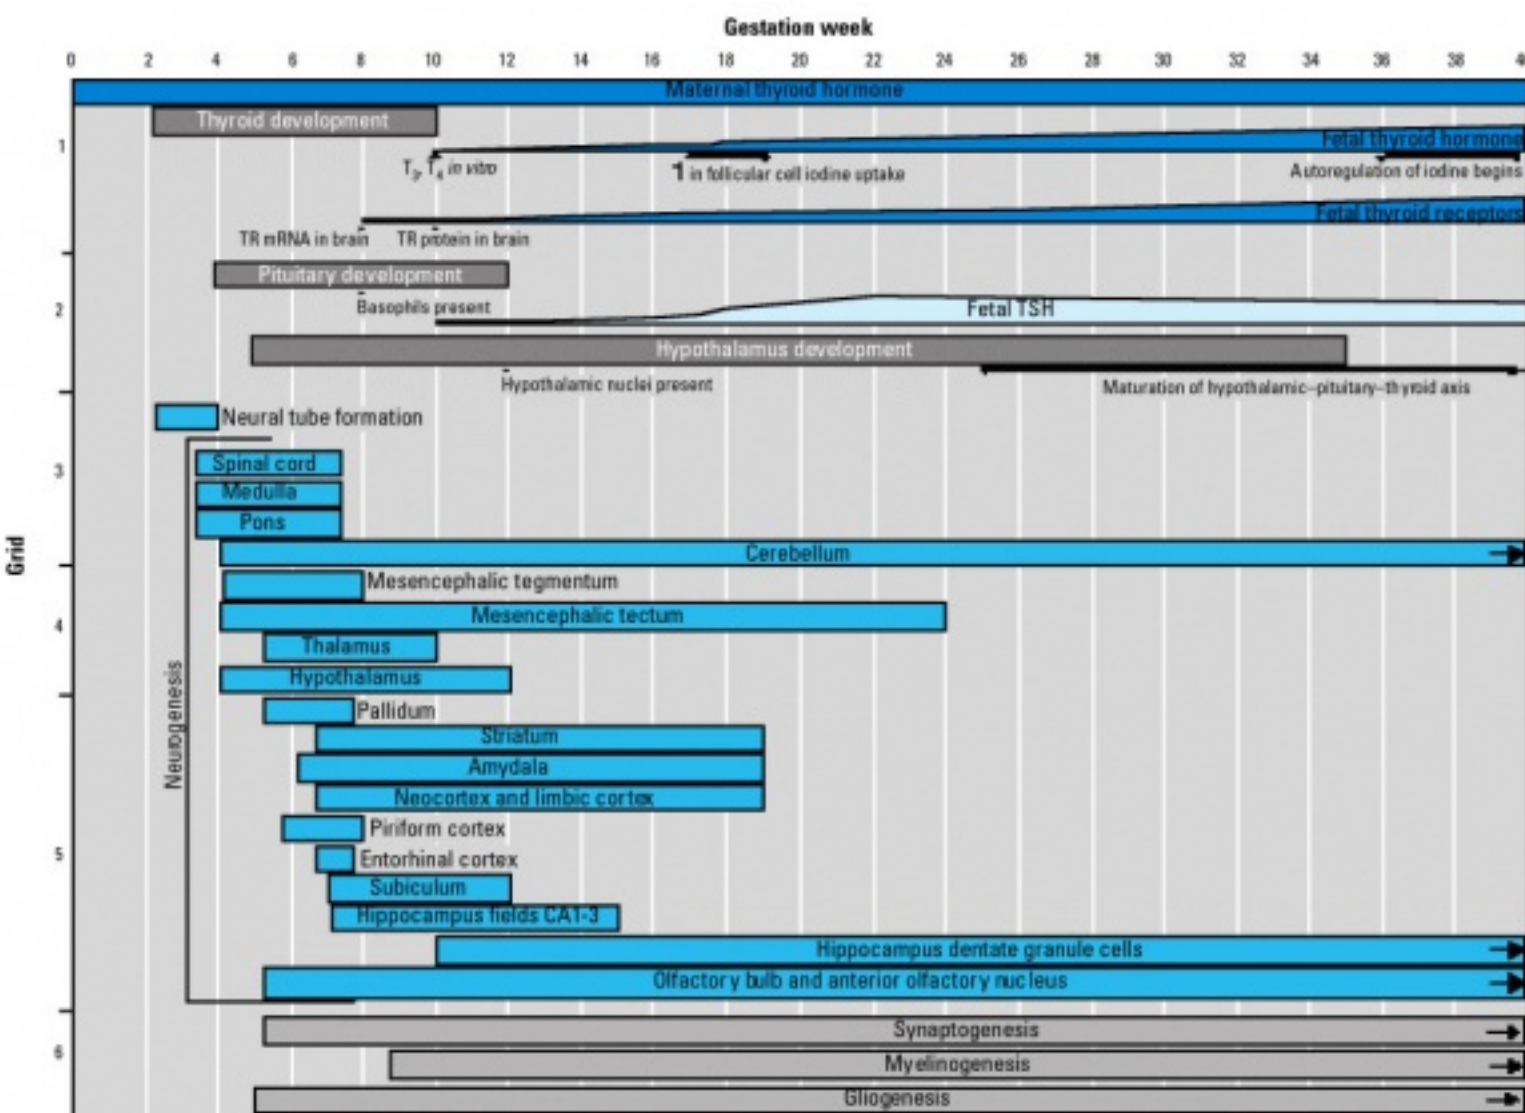 Gestation week
0 2 4 6 8 10 12 14 16 18 20 22 24 26 28 30 32 34 36 38
Maternal thyroid hormone
Thyroid development
1
Fetal thyroid hormone
T3, T4 in vitro
in follicular cell iodine uptake
Autoregulation of iodine begins
Fetal thyroid receptors
TR mRNA in brain
TR protein in brain
Pituitary development
Basophils present
2
Fetal TSH
Hypothalamus development
Hypothalamic nuclei present
Maturation of hypothalamic–pituitary–thyroid axis
Neural tube formation
Grid
Neurogenesis
3
Spinal cord
Medulla
Pons
Cerebellum
Mesencephalic tegmentum
4
Mesencephalic tectum
Thalamus
Hypothalamus
Pallidum
Striatum
Amydala
Neocortex and limbic cortex
Piriform cortex
5
Entorhinal cortex
Subiculum
Hippocampus fields CA1-3
Hippocampus dentate granule cells
Olfactory bulb and anterior olfactory nucleus
Synaptogenesis
6
Myelinogenesis
Gliogenesis